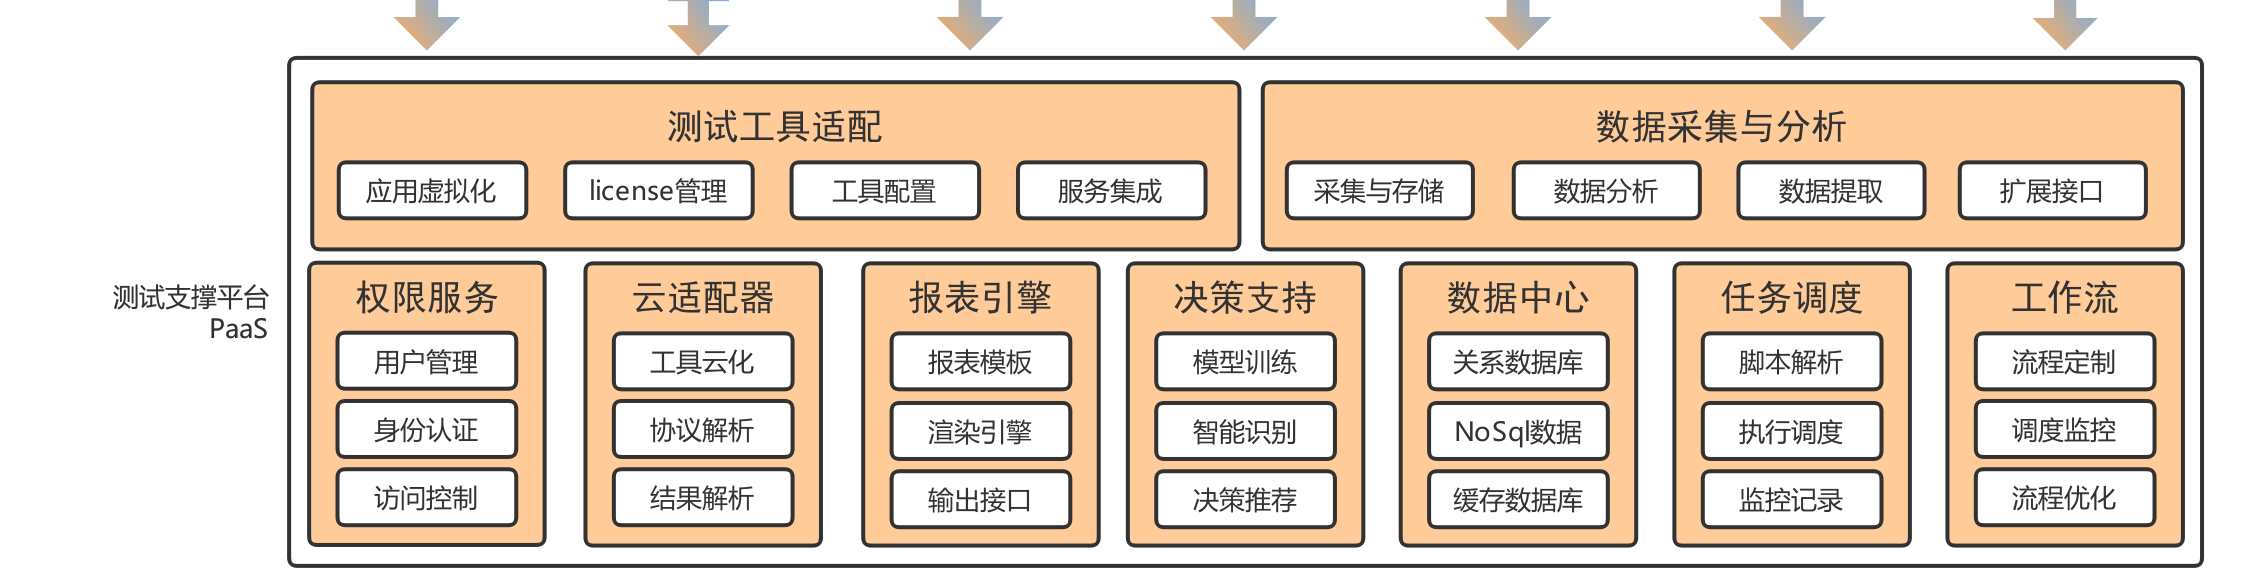 测试工具适配
应用虚拟化
license管理
工具配置
服务集成
数据采集与分析
采集与存储
数据分析
数据提取
扩展接口
测试支撑平台
PaaS
权限服务
用户管理
身份认证
访问控制
云适配器
工具云化
协议解析
结果解析
报表引擎
报表模板
渲染引擎
输出接口
决策支持
模型训练
智能识别
决策推荐
数据中心
关系数据库
NoSql数据
缓存数据库
任务调度
脚本解析
执行调度
监控记录
工作流
流程定制
调度监控
流程优化